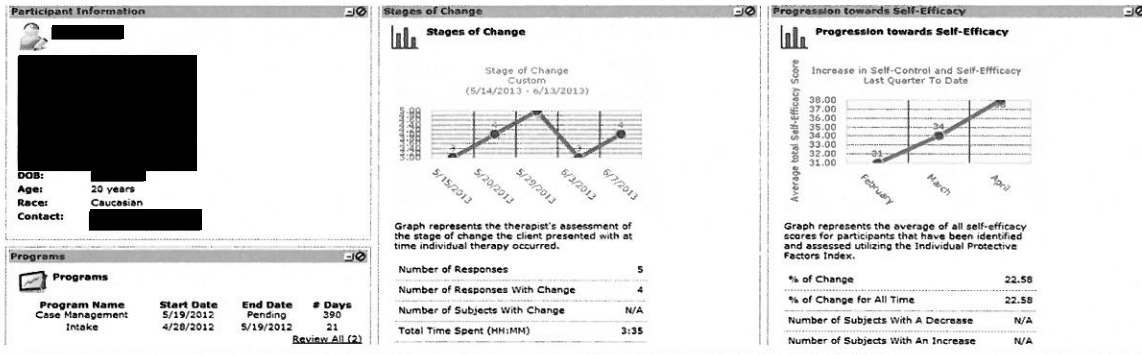 Participant Information
DOB:
Age: 20 years
Race: Caucasian
Contact:
Programs
Programs
Program Name Start Date End Date # Days
Case Management 5/19/2012 Pending 390
Intake 4/28/2012 5/19/2012 21
Review All (2)
Stages of Change
Stages of Change
Stage of Change
Custom
(5/14/2013 - 6/13/2013)
5.00
3.00
3
4
3
4
5/15/2013
5/20/2013
5/29/2013
6/3/2013
6/7/2013
Graph represents the therapist's assessment of
the stage of change the client presented with at
time individual therapy occurred.
Number of Responses 5
Number of Responses With Change 4
Number of Subjects With Change N/A
Total Time Spent (HH:MM) 3:35
Progression towards Self-Efficacy
Progression towards Self-Efficacy
Increase in Self-Control and Self-Effficacy
Last Quarter To Date
Average total Self-Efficacy Score
38.00
37.00
36.00
35.00
34.00
33.00
32.00
31.00
31
34
38
February
March
April
Graph represents the average of all self-efficacy
scores for participants that have been identified
and assessed utilizing the Individual Protective
Factors Index.
% of Change 22.58
% of Change for All Time 22.58
Number of Subjects With A Decrease N/A
Number of Subjects With An Increase N/A